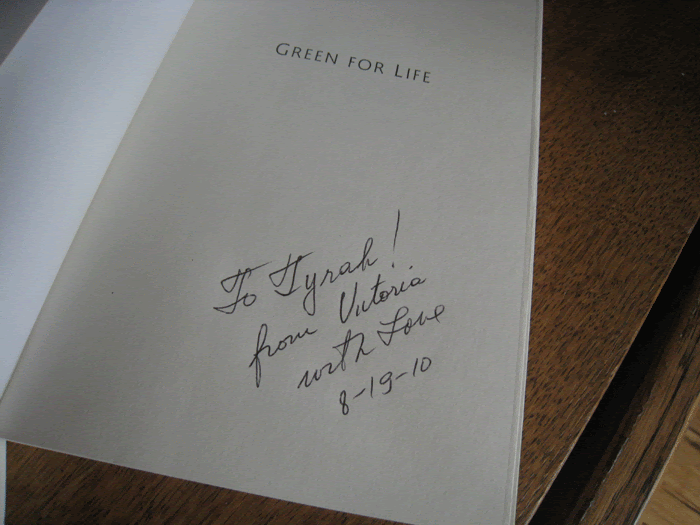 GREEN FOR LIFE
To Tyrah!
from Victoria
with Love
8-19-10